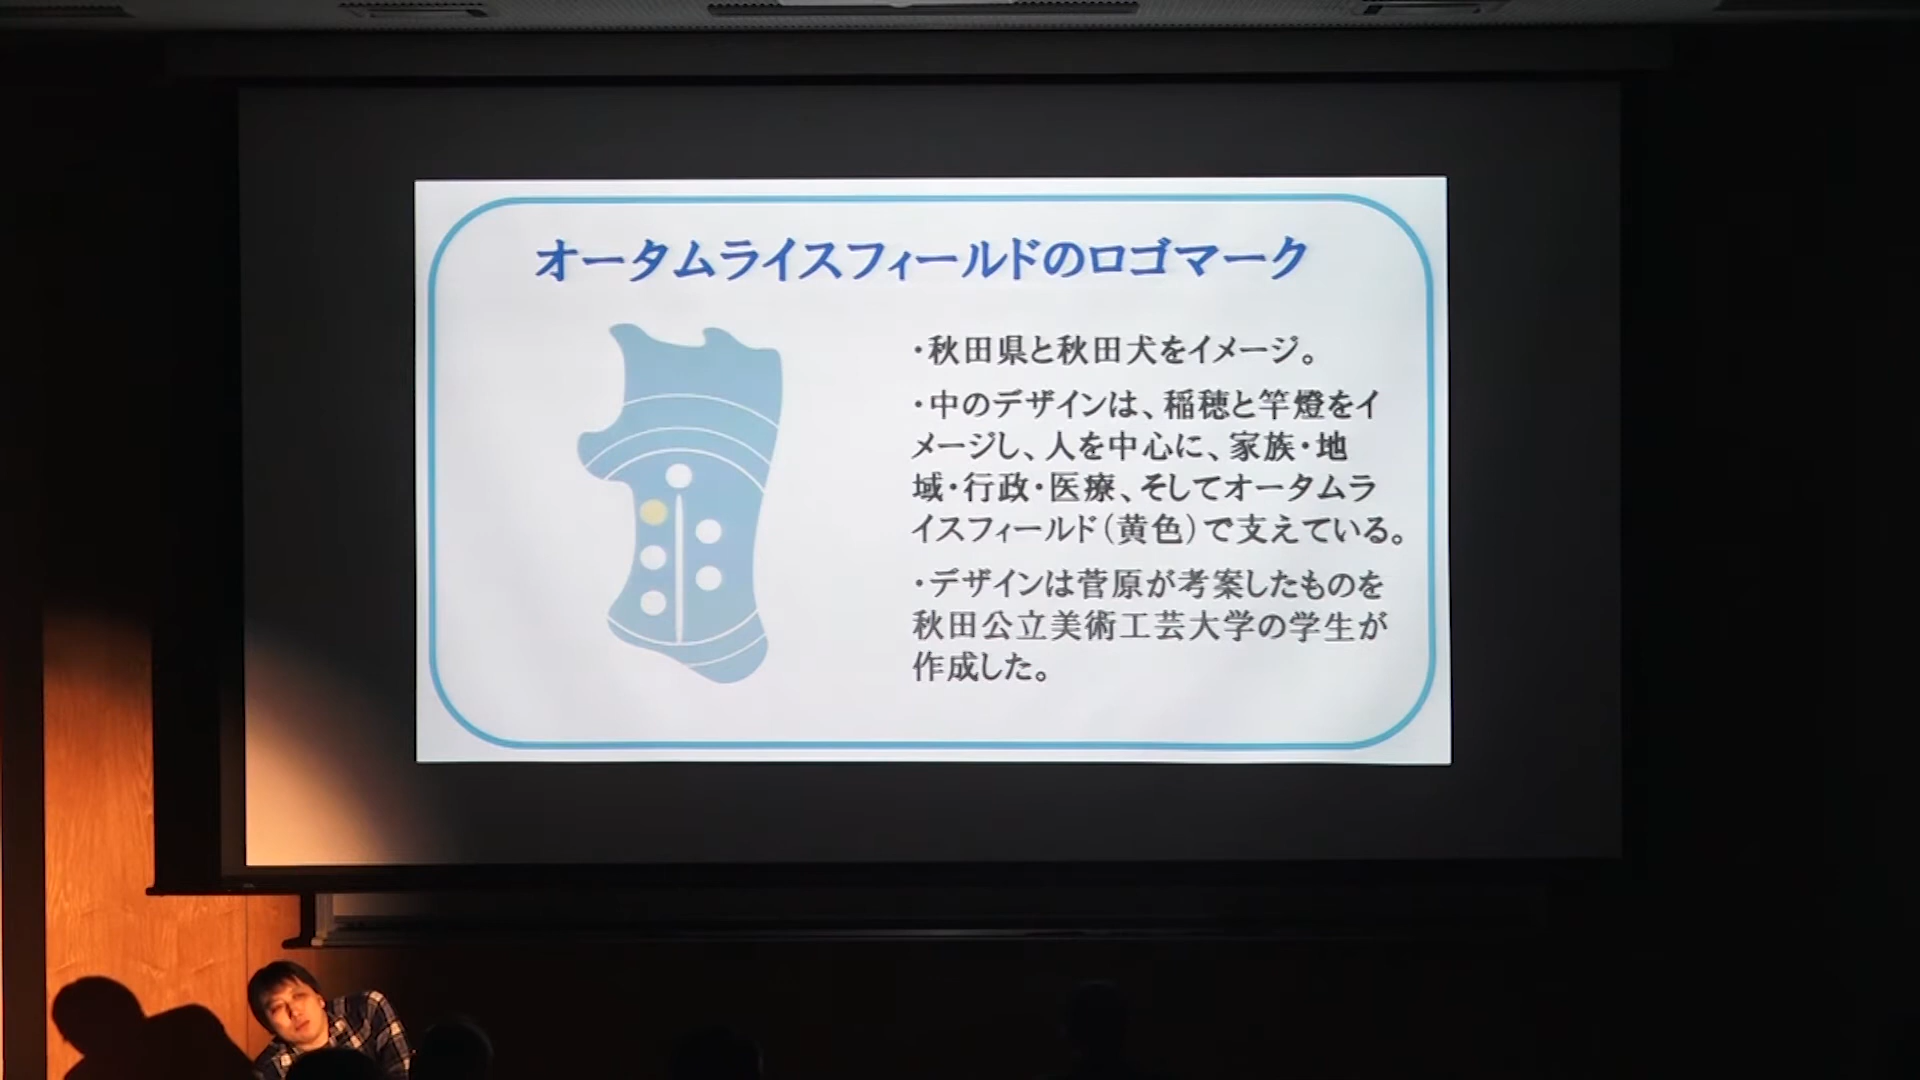 オータムライスフィールドのロゴマーク
・秋田県と秋田犬をイメージ。
・中のデザインは、稲穂と竿燈をイ
メージし、人を中心に、家族・地
域・行政・医療、そしてオータムラ
イスフィールド(黄色)で支えている。
・デザインは菅原が考案したものを
秋田公立美術工芸大学の学生が
作成した。